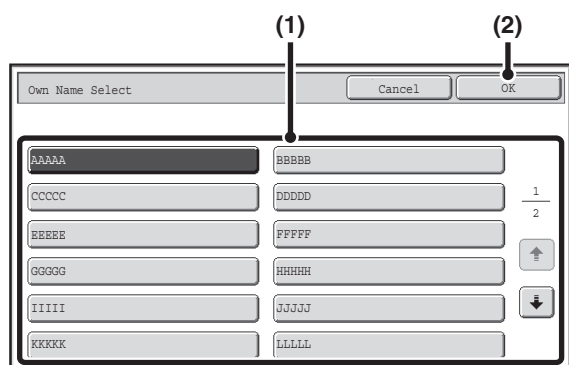 (1) (2)
Own Name Select Cancel OK
AAAAA BBBBB
CCCCC DDDDD
1
2
EEEEE FFFFF
GGGGG HHHHH
IIIII JJJJJ
KKKKK LLLLL